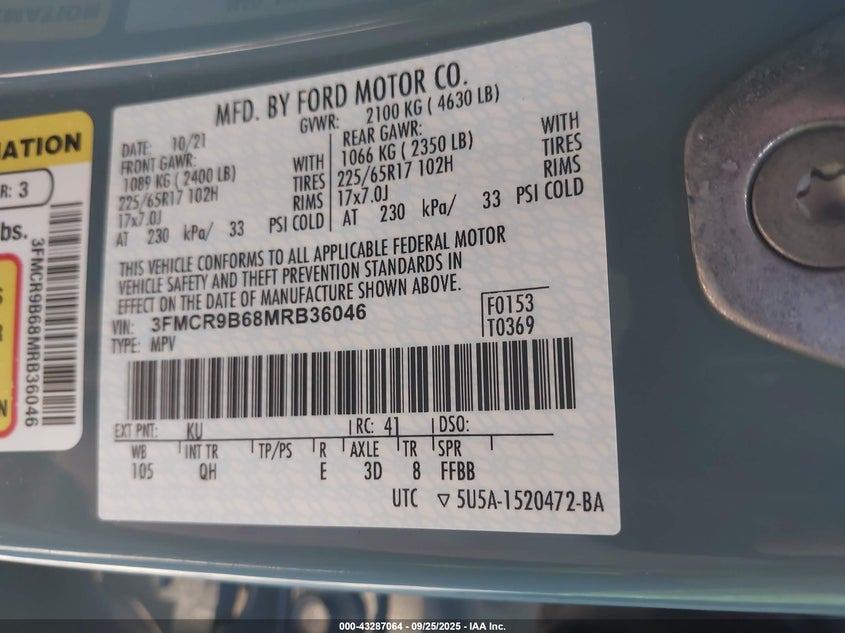 MATION
R: 3
bs.
3FMCR9B68MRB36046
S
R
N
MFD. BY FORD MOTOR CO.
GVWR: 2100 KG ( 4630 LB)
DATE: 10/21
FRONT GAWR: WITH
1089 KG ( 2400 LB) TIRES
225/65R17 102H RIMS
17x7.0J
AT 230 kPa/ 33 PSI COLD
REAR GAWR: WITH
1066 KG ( 2350 LB) TIRES
225/65R17 102H RIMS
17x7.0J
AT 230 kPa/ 33 PSI COLD
THIS VEHICLE CONFORMS TO ALL APPLICABLE FEDERAL MOTOR
VEHICLE SAFETY AND THEFT PREVENTION STANDARDS IN
EFFECT ON THE DATE OF MANUFACTURE SHOWN ABOVE.
VIN: 3FMCR9B68MRB36046
TYPE: MPV
F0153
T0369
EXT PNT: KU RC: 41 DSO:
WB INT TR TP/PS R AXLE TR SPR
105 QH E 3D 8 FFBB
UTC ▽ 5U5A-1520472-BA
000-43287064 - 09/25/2025 - IAA Inc.